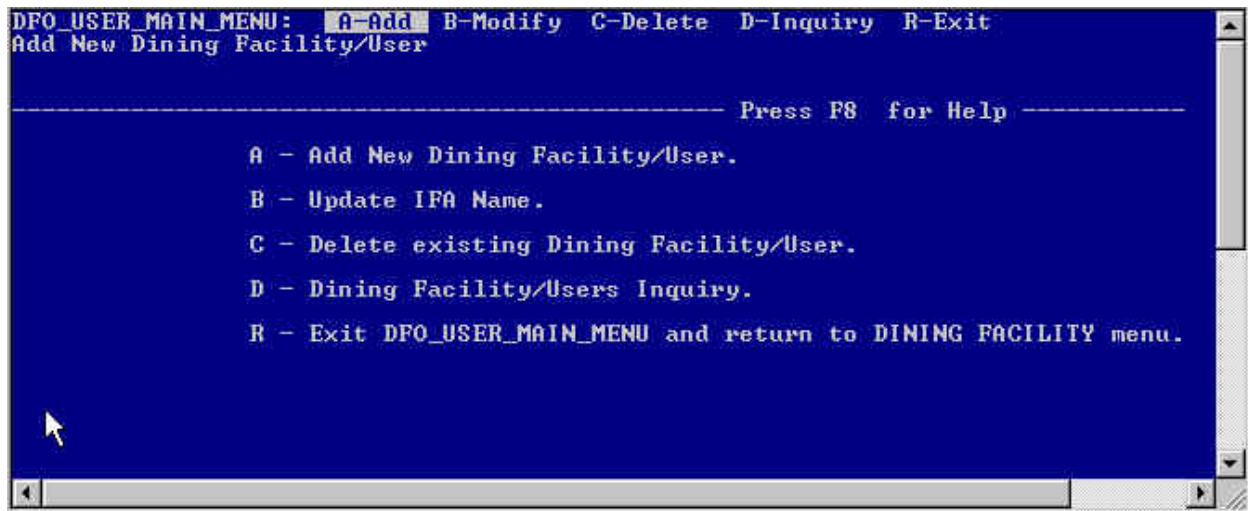 DFO_USER_MAIN_MENU: A-Add B-Modify C-Delete D-Inquiry R-Exit
Add New Dining Facility/User
Press F8 for Help
A - Add New Dining Facility/User.
B - Update IFA Name.
C - Delete existing Dining Facility/User.
D - Dining Facility/Users Inquiry.
R - Exit DFO_USER_MAIN_MENU and return to DINING FACILITY menu.